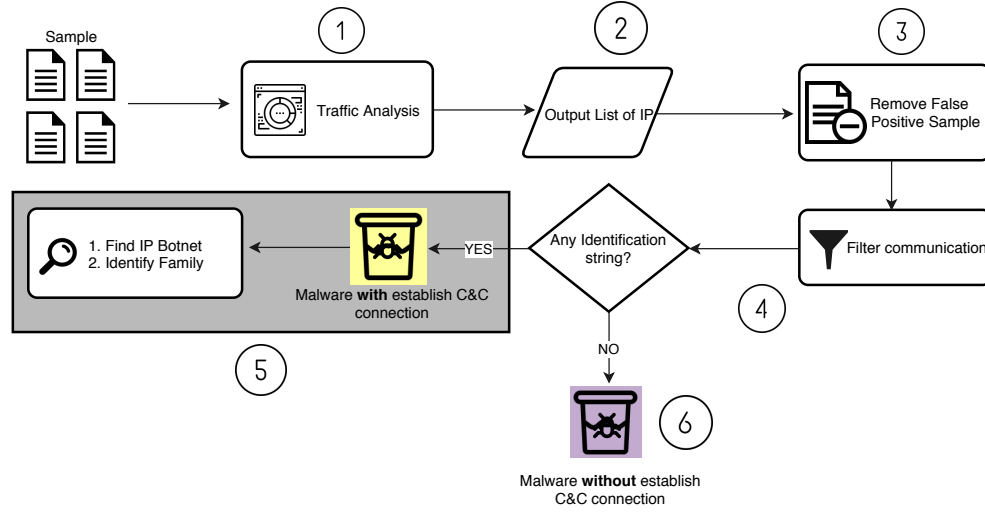 Sample
1
2
3
Traffic Analysis
Output List of IP
Remove False
Positive Sample
1. Find IP Botnet
2. Identify Family
Malware with establish C&C
connection
YES
Any Identification
string?
Filter communication
4
5
NO
6
Malware without establish
C&C connection